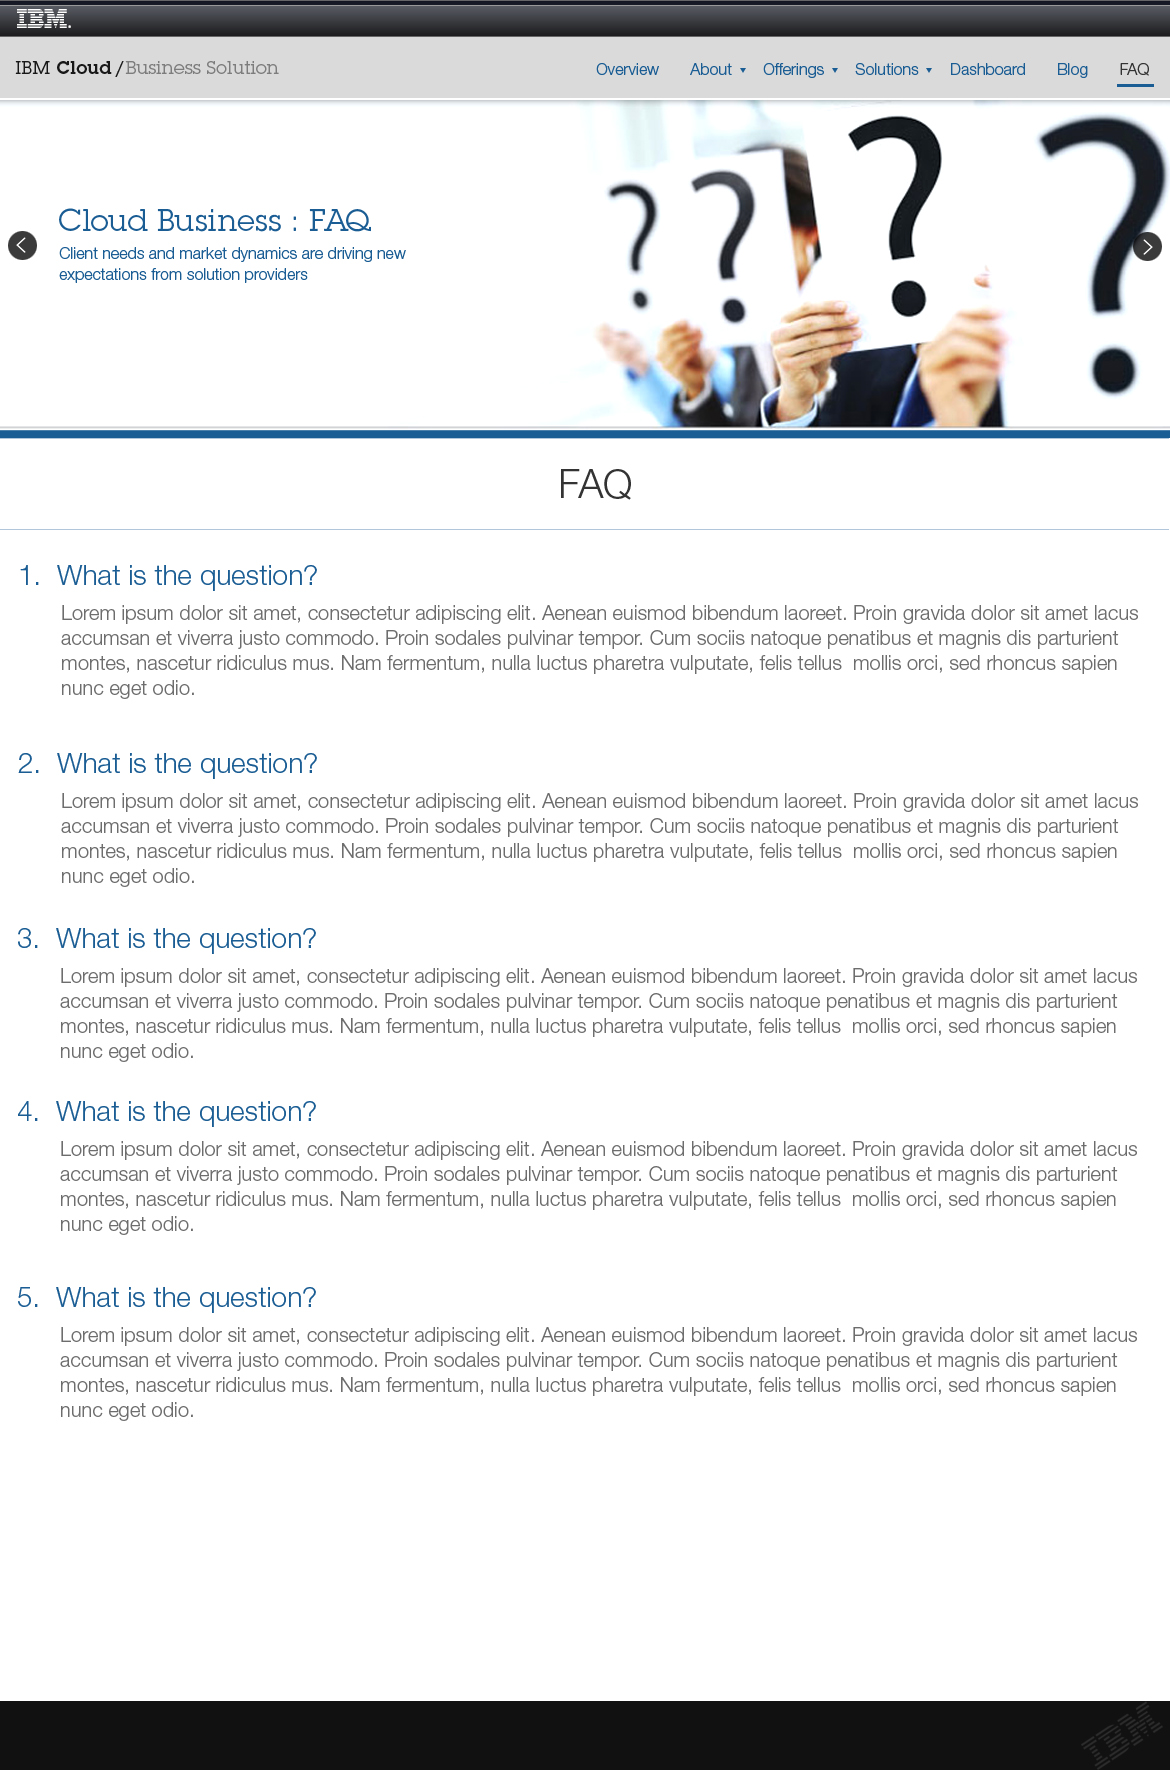 IBM.
IBM Cloud / Business Solution
Overview About Offerings Solutions Dashboard Blog FAQ
Cloud Business : FAQ
Client needs and market dynamics are driving new
expectations from solution providers
? ? ? ?
FAQ
1. What is the question?
Lorem ipsum dolor sit amet, consectetur adipiscing elit. Aenean euismod bibendum laoreet. Proin gravida dolor sit amet lacus
accumsan et viverra justo commodo. Proin sodales pulvinar tempor. Cum sociis natoque penatibus et magnis dis parturient
montes, nascetur ridiculus mus. Nam fermentum, nulla luctus pharetra vulputate, felis tellus  mollis orci, sed rhoncus sapien
nunc eget odio.
2. What is the question?
Lorem ipsum dolor sit amet, consectetur adipiscing elit. Aenean euismod bibendum laoreet. Proin gravida dolor sit amet lacus
accumsan et viverra justo commodo. Proin sodales pulvinar tempor. Cum sociis natoque penatibus et magnis dis parturient
montes, nascetur ridiculus mus. Nam fermentum, nulla luctus pharetra vulputate, felis tellus  mollis orci, sed rhoncus sapien
nunc eget odio.
3. What is the question?
Lorem ipsum dolor sit amet, consectetur adipiscing elit. Aenean euismod bibendum laoreet. Proin gravida dolor sit amet lacus
accumsan et viverra justo commodo. Proin sodales pulvinar tempor. Cum sociis natoque penatibus et magnis dis parturient
montes, nascetur ridiculus mus. Nam fermentum, nulla luctus pharetra vulputate, felis tellus  mollis orci, sed rhoncus sapien
nunc eget odio.
4. What is the question?
Lorem ipsum dolor sit amet, consectetur adipiscing elit. Aenean euismod bibendum laoreet. Proin gravida dolor sit amet lacus
accumsan et viverra justo commodo. Proin sodales pulvinar tempor. Cum sociis natoque penatibus et magnis dis parturient
montes, nascetur ridiculus mus. Nam fermentum, nulla luctus pharetra vulputate, felis tellus  mollis orci, sed rhoncus sapien
nunc eget odio.
5. What is the question?
Lorem ipsum dolor sit amet, consectetur adipiscing elit. Aenean euismod bibendum laoreet. Proin gravida dolor sit amet lacus
accumsan et viverra justo commodo. Proin sodales pulvinar tempor. Cum sociis natoque penatibus et magnis dis parturient
montes, nascetur ridiculus mus. Nam fermentum, nulla luctus pharetra vulputate, felis tellus  mollis orci, sed rhoncus sapien
nunc eget odio.
IBM